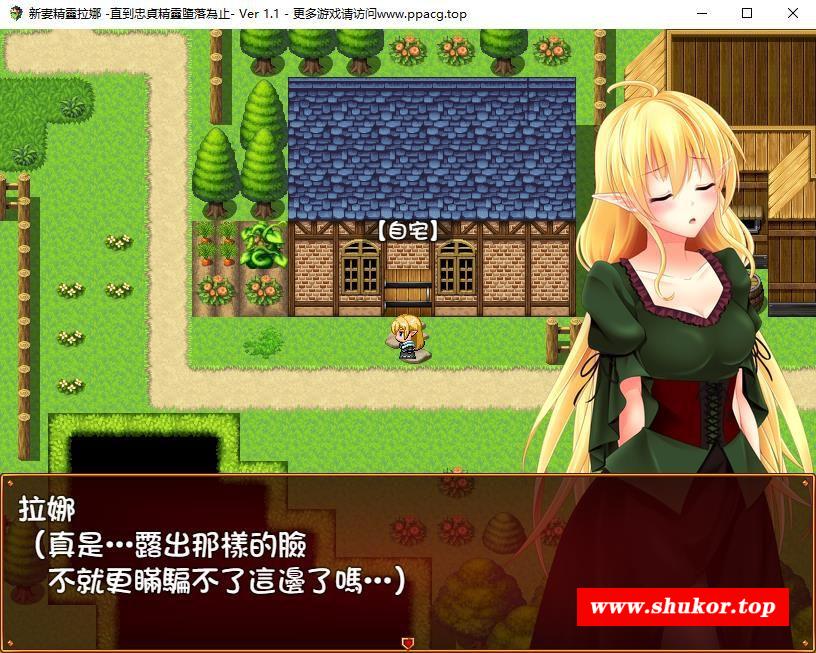 新妻精靈拉娜 -直到忠貞精靈墮落為止- Ver 1.1 - 更多游戏请访问www.ppacg.top
【自宅】
拉娜
（真是…露出那樣的臉
不就更瞞騙不了這邊了嗎…）
www.shukor.top